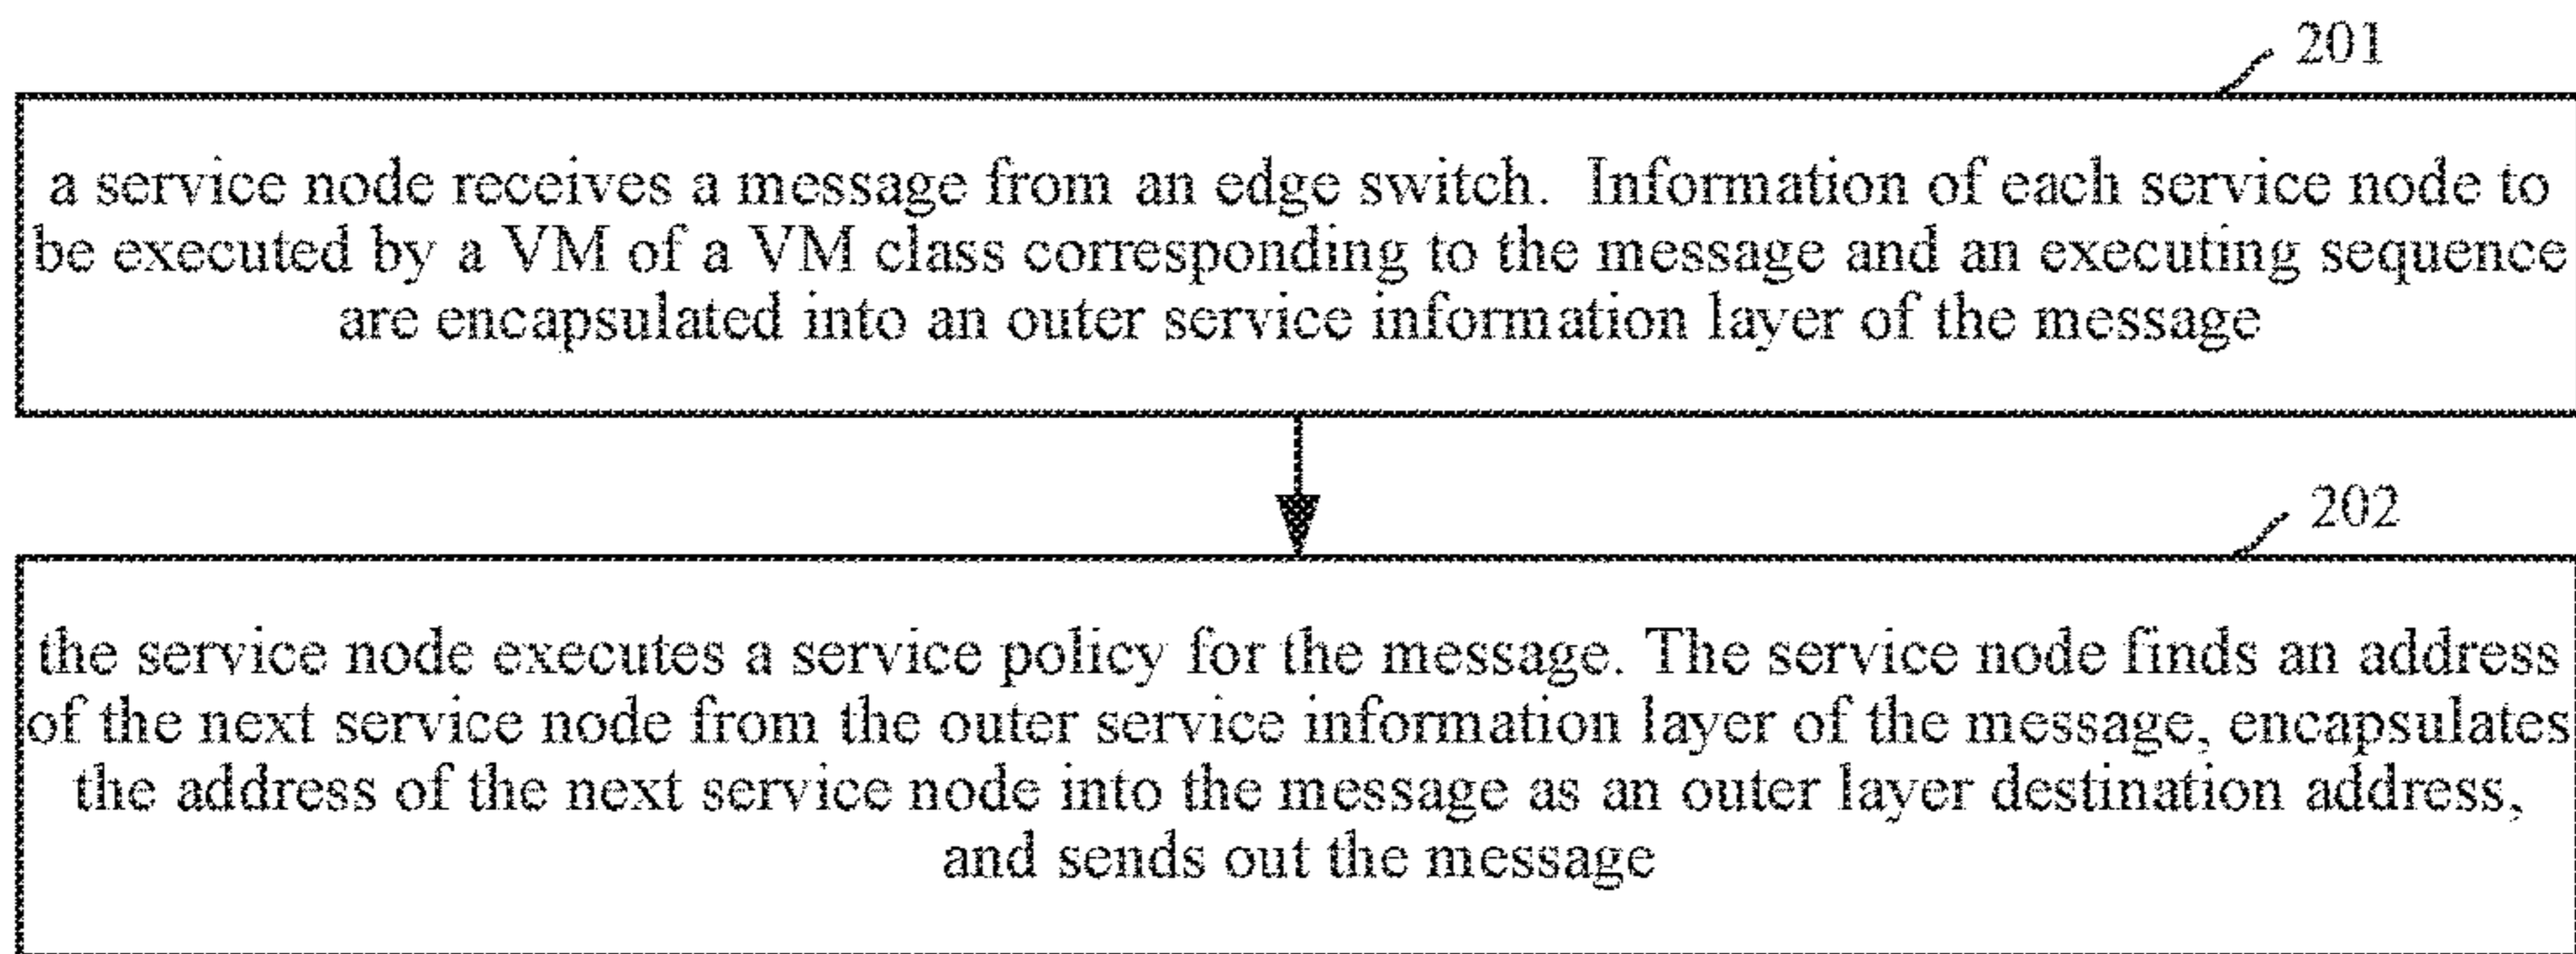 201
a service node receives a message from an edge switch. Information of each service node to
be executed by a VM of a VM class corresponding to the message and an executing sequence
are encapsulated into an outer service information layer of the message
202
the service node executes a service policy for the message. The service node finds an address
of the next service node from the outer service information layer of the message, encapsulates
the address of the next service node into the message as an outer layer destination address,
and sends out the message